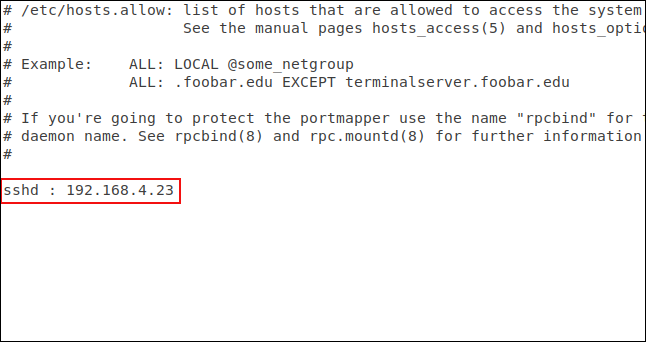 # /etc/hosts.allow: list of hosts that are allowed to access the system
# See the manual pages hosts_access(5) and
#
# Example: ALL: LOCAL @some_netgroup
# ALL: .foobar.edu EXCEPT terminalserver.foobar.edu
#
# If you're going to protect the portmapper use the name "rpcbind" for
# daemon name. See rpcbind(8) and rpc.mountd(8) for further information
#
sshd : 192.168.4.23